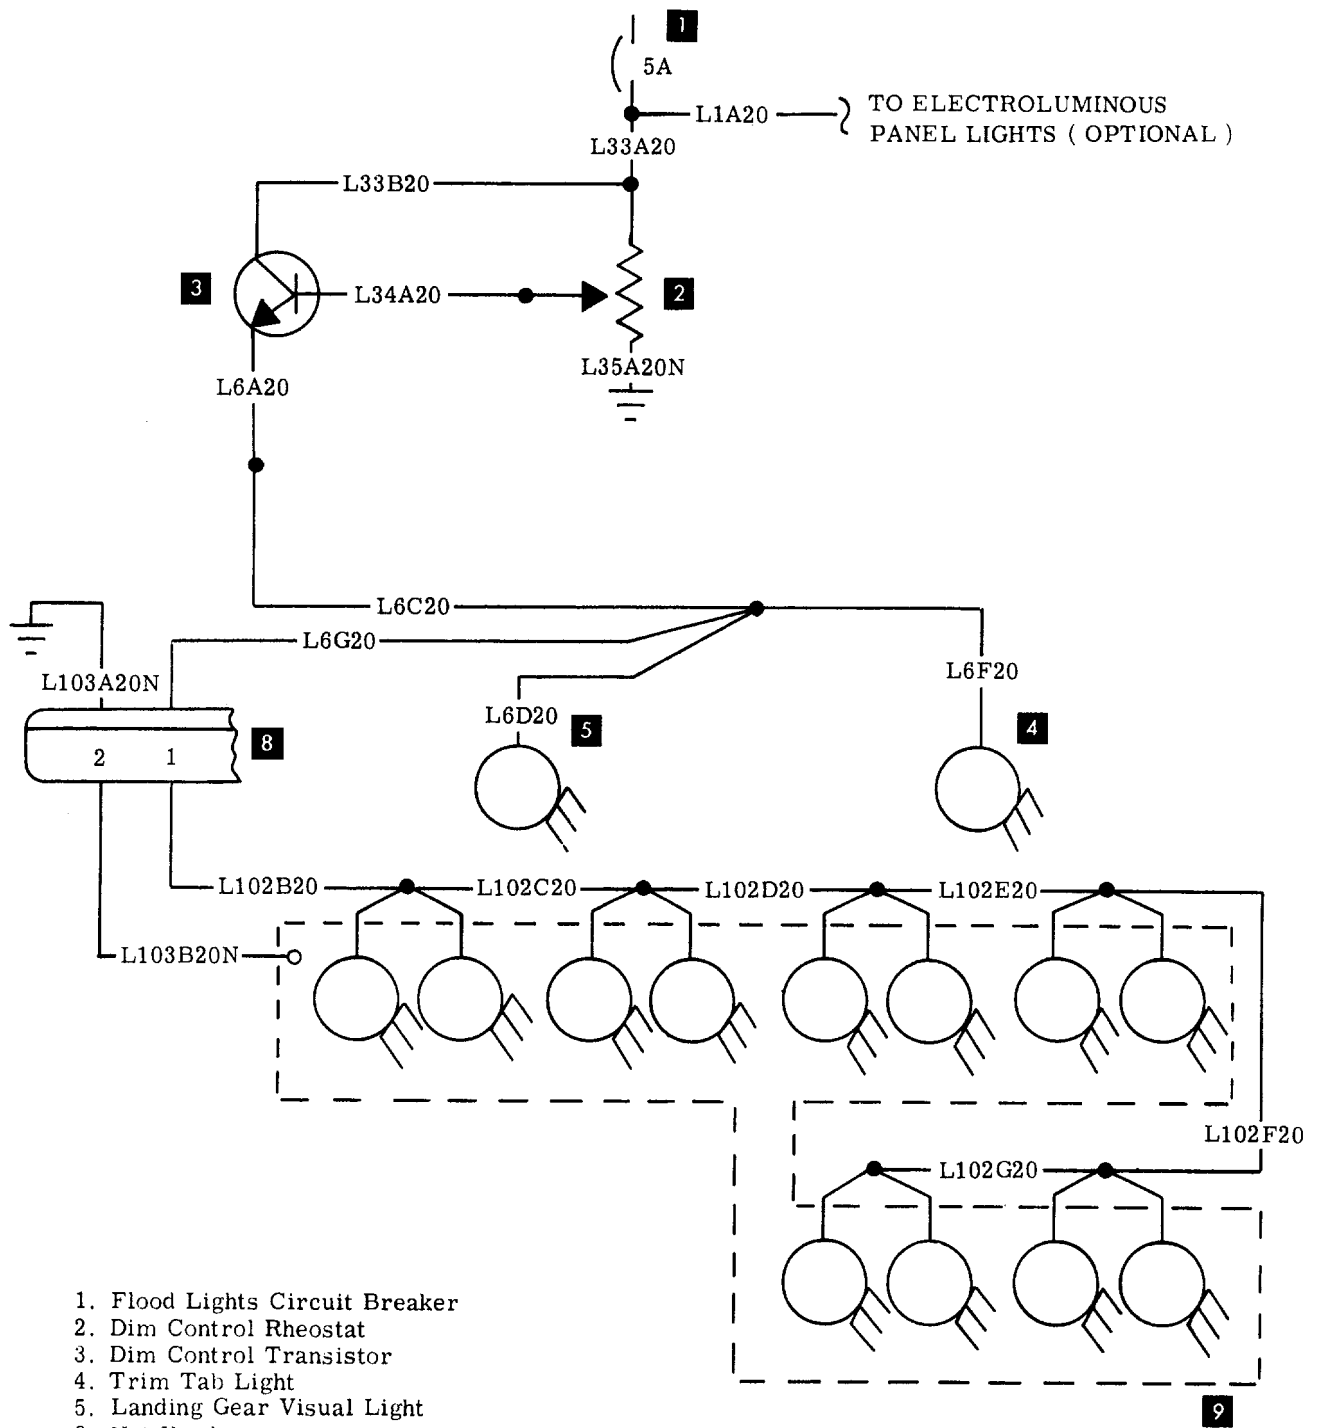 1
5A
L1A20
TO ELECTROLUMINOUS
PANEL LIGHTS ( OPTIONAL )
L33A20
L33B20
3
L34A20
2
L35A20N
L6A20
L6C20
L6G20
L6F20
L103A20N
L6D20
5
4
8
2 1
L102B20
L102C20
L102D20
L102E20
L103B20N
L102F20
L102G20
1. Flood Lights Circuit Breaker
2. Dim Control Rheostat
3. Dim Control Transistor
4. Trim Tab Light
5. Landing Gear Visual Light
9